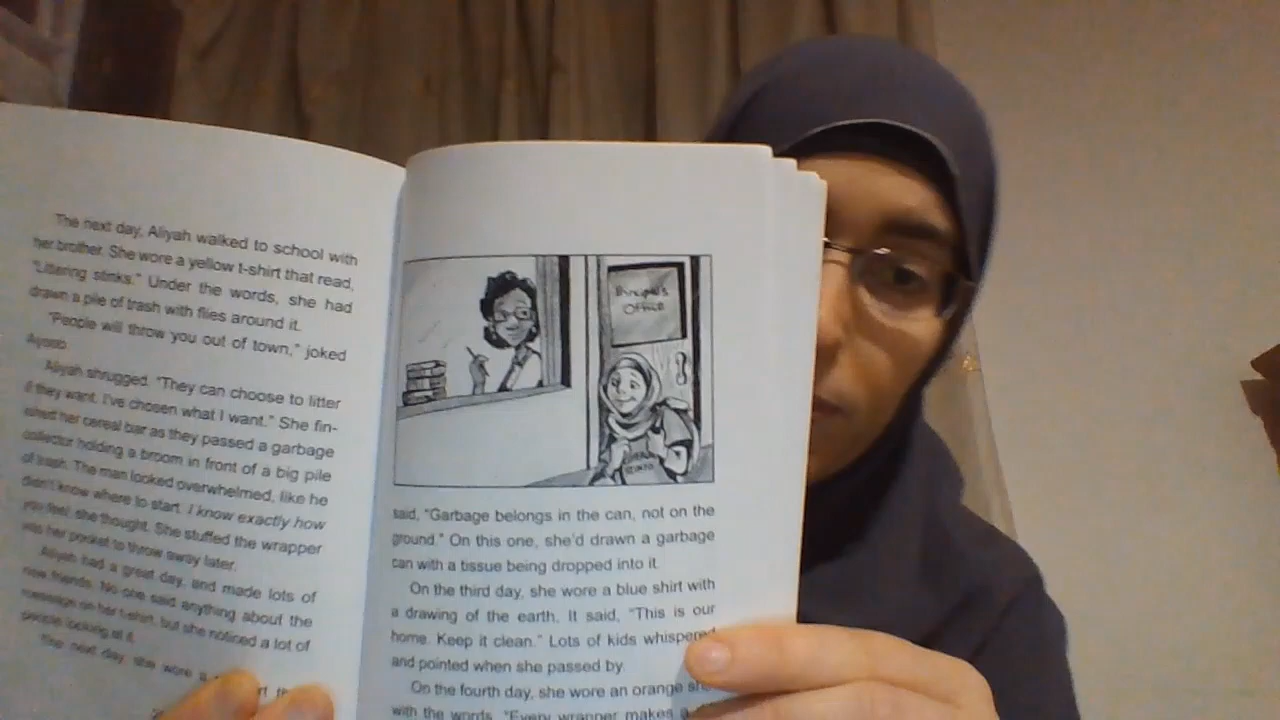 The next day, Aliyah walked to school with
her brother. She wore a yellow t-shirt that read,
"Littering stinks." Under the words, she had
drawn a pile of trash with flies around it.
"People will throw you out of town," joked
Ayoob.
Aliyah shrugged. "They can choose to litter
if they want. I've chosen what I want." She fin-
ished her cereal bar as they passed a garbage
collector holding a broom in front of a big pile
of trash. The man looked overwhelmed, like he
didn't know where to start. I know exactly how
you feel, she thought. She stuffed the wrapper
into her pocket to throw away later.
Aliyah had a great day, and made lots of
new friends. No one said anything about the
message on her t-shirt, but she noticed a lot of
people looking at it.
The next day, she wore a
Principal's
Office
said, "Garbage belongs in the can, not on the
ground." On this one, she'd drawn a garbage
can with a tissue being dropped into it.
On the third day, she wore a blue shirt with
a drawing of the earth. It said, "This is our
home. Keep it clean." Lots of kids whispered
and pointed when she passed by.
On the fourth day, she wore an orange
with the words, "Every wrapper makes a